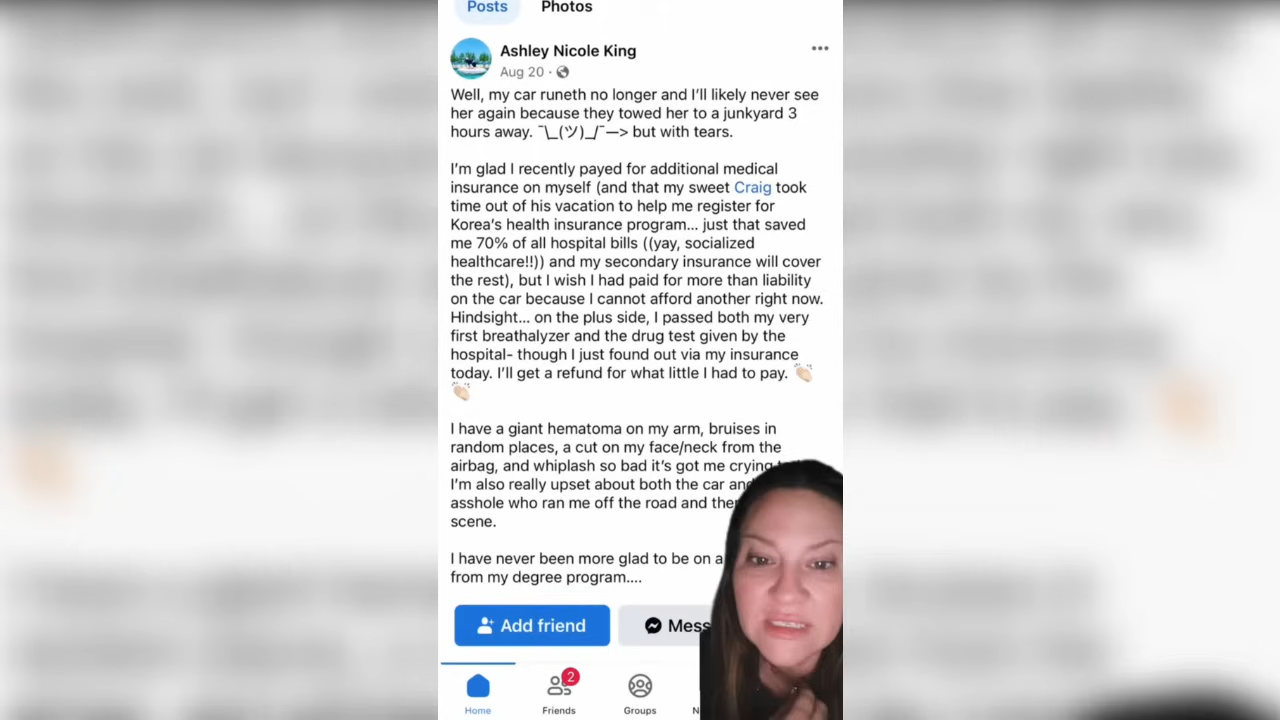 Posts Photos
Ashley Nicole King
Aug 20 ·
Well, my car runeth no longer and I'll likely never see
her again because they towed her to a junkyard 3
hours away. ¯\_(ツ)_/¯—> but with tears.
I'm glad I recently payed for additional medical
insurance on myself (and that my sweet Craig took
time out of his vacation to help me register for
Korea's health insurance program... just that saved
me 70% of all hospital bills ((yay, socialized
healthcare!!)) and my secondary insurance will cover
the rest), but I wish I had paid for more than liability
on the car because I cannot afford another right now.
Hindsight... on the plus side, I passed both my very
first breathalyzer and the drug test given by the
hospital- though I just found out via my insurance
today. I'll get a refund for what little I had to pay. 👏🏻
👏🏻
I have a giant hematoma on my arm, bruises in
random places, a cut on my face/neck from the
airbag, and whiplash so bad it's got me crying
I'm also really upset about both the car and
asshole who ran me off the road and
scene.
I have never been more glad to be on a
from my degree program....
Add friend
2
Home Friends Groups